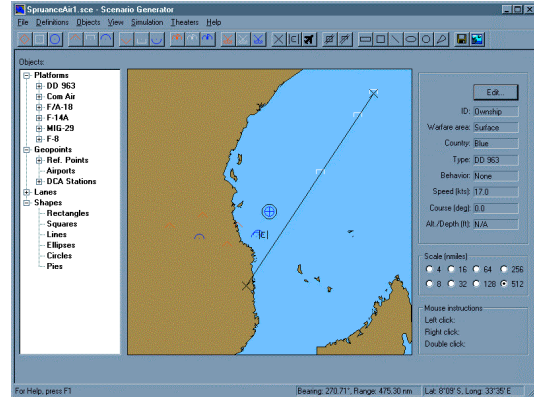 SpruanceAir1.sce - Scenario Generator
File Definitions Objects View Simulation Theaters Help
Objects:
Platforms
DD 963
Com Air
F/A-18
F-14A
MIG-29
F-8
Geopoints
Ref. Points
Airports
DCA Stations
Lanes
Shapes
Rectangles
Squares
Lines
Ellipses
Circles
Pies
Edit...
ID: Ownship
Warfare area: Surface
Country: Blue
Type: DD 963
Behavior: None
Speed (kts): 17.0
Course (deg): 0.0
Alt./Depth (ft): N/A
Scale (nmiles)
4 16 64 256
8 32 128 512
Mouse instructions
Left click:
Right click:
Double click:
For Help, press F1
Bearing: 270.71°, Range: 475.30 nm
Lat: 8°09' S, Long: 33°35' E